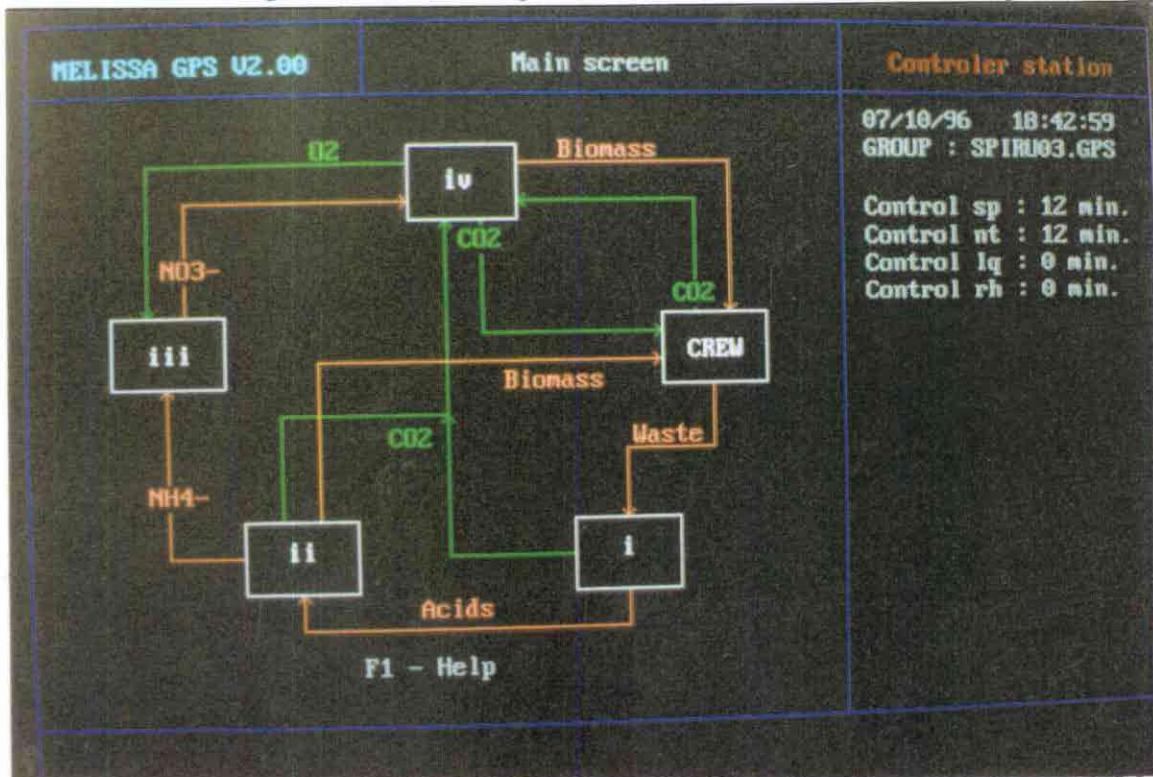 MELISSA GPS V2.00
Main screen
Controler station
07/10/96 18:42:59
GROUP : SPIRU03.GPS
Control sp : 12 min.
Control nt : 12 min.
Control lq : 0 min.
Control rh : 0 min.
O2
iv
Biomass
CO2
NO3-
CO2
iii
CREW
Biomass
CO2
Waste
NH4-
ii
i
Acids
F1 - Help